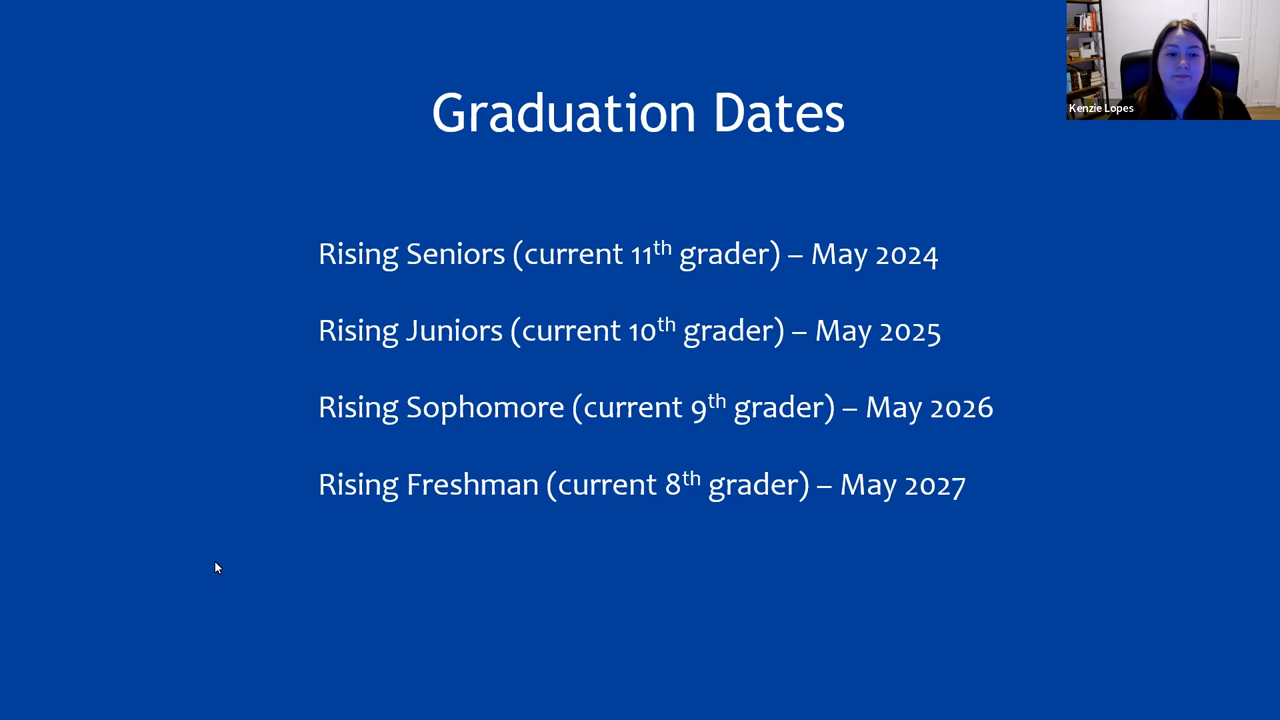 Graduation Dates
Kenzie Lopes
Rising Seniors (current 11th grader) – May 2024
Rising Juniors (current 10th grader) – May 2025
Rising Sophomore (current 9th grader) – May 2026
Rising Freshman (current 8th grader) – May 2027